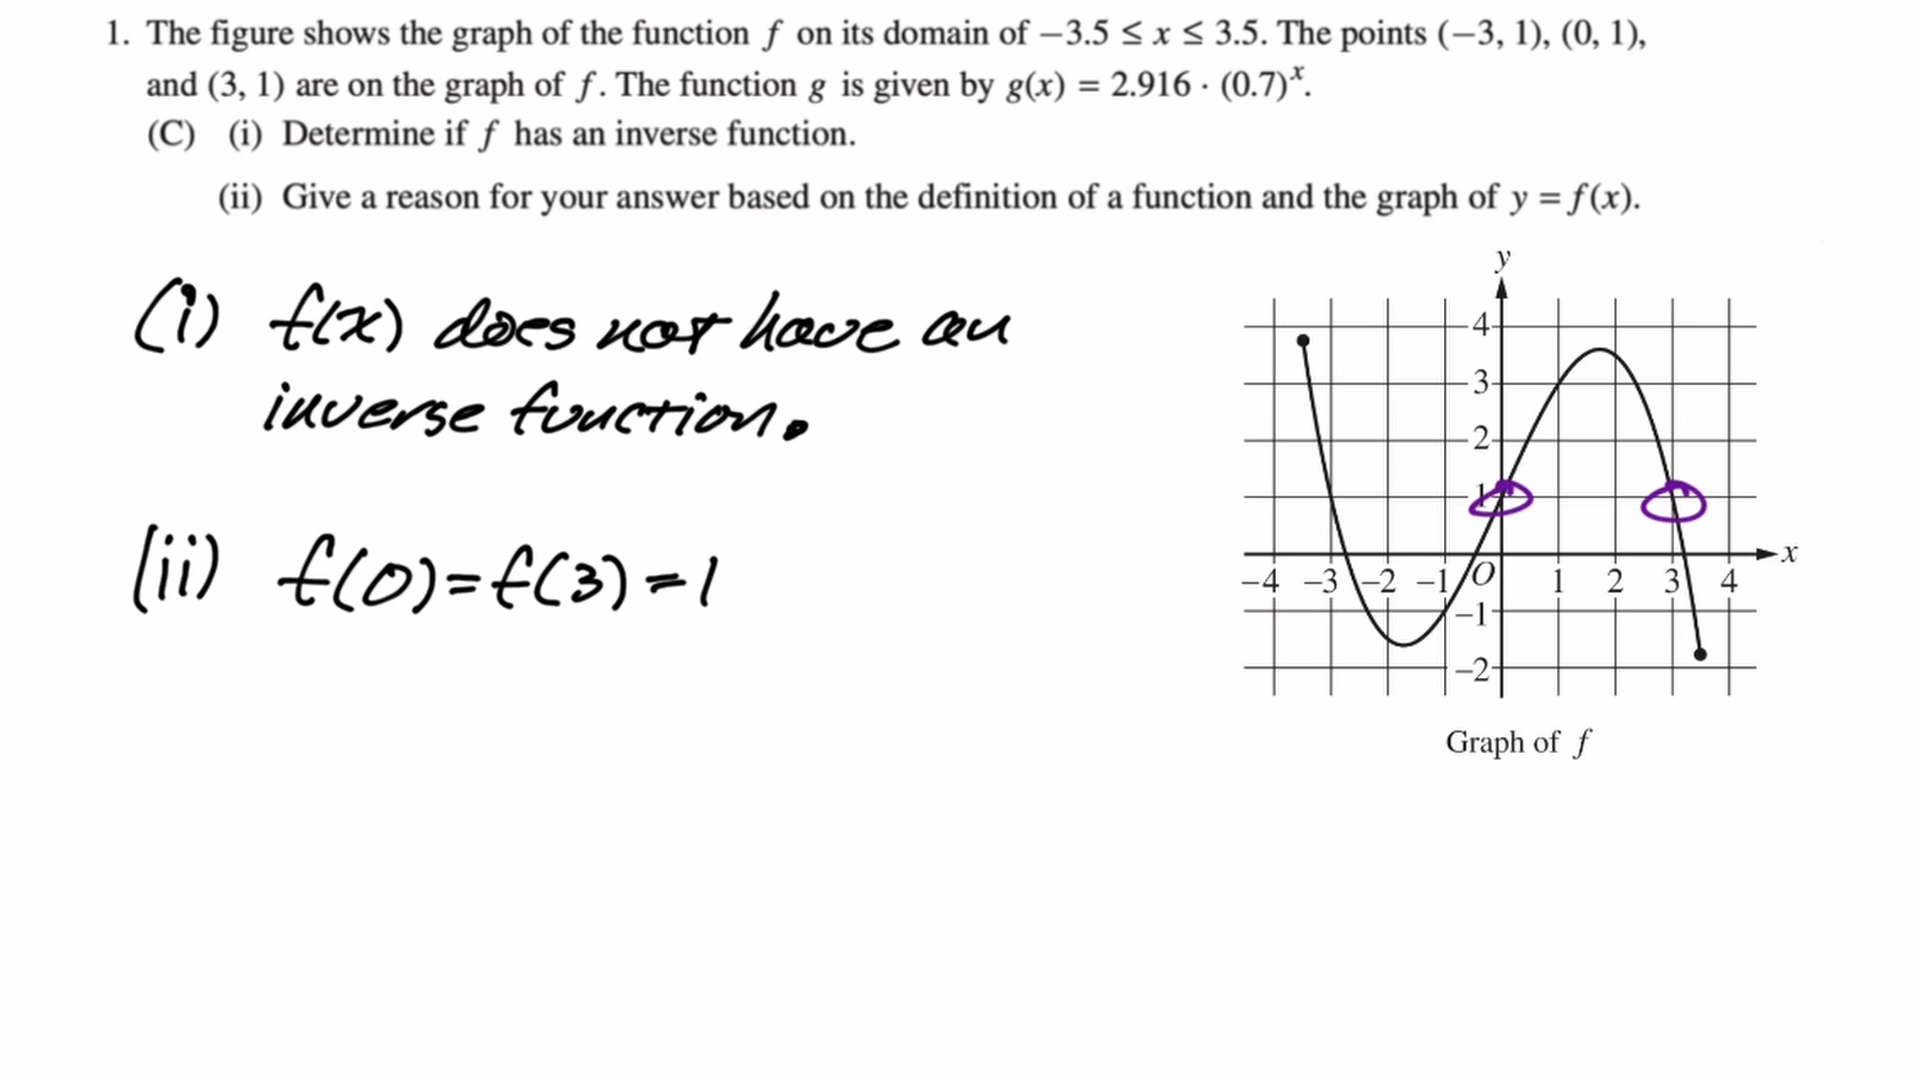 1. The figure shows the graph of the function f on its domain of −3.5 ≤ x ≤ 3.5. The points (−3, 1), (0, 1),
and (3, 1) are on the graph of f. The function g is given by g(x) = 2.916 · (0.7)^x.
(C) (i) Determine if f has an inverse function.
(ii) Give a reason for your answer based on the definition of a function and the graph of y = f(x).
(i) f(x) does not have an
inverse function.
(ii) f(0)=f(3)=1
y
4
3
2
1
x
−4 −3 −2 −1 O 1 2 3 4
−1
−2
Graph of f